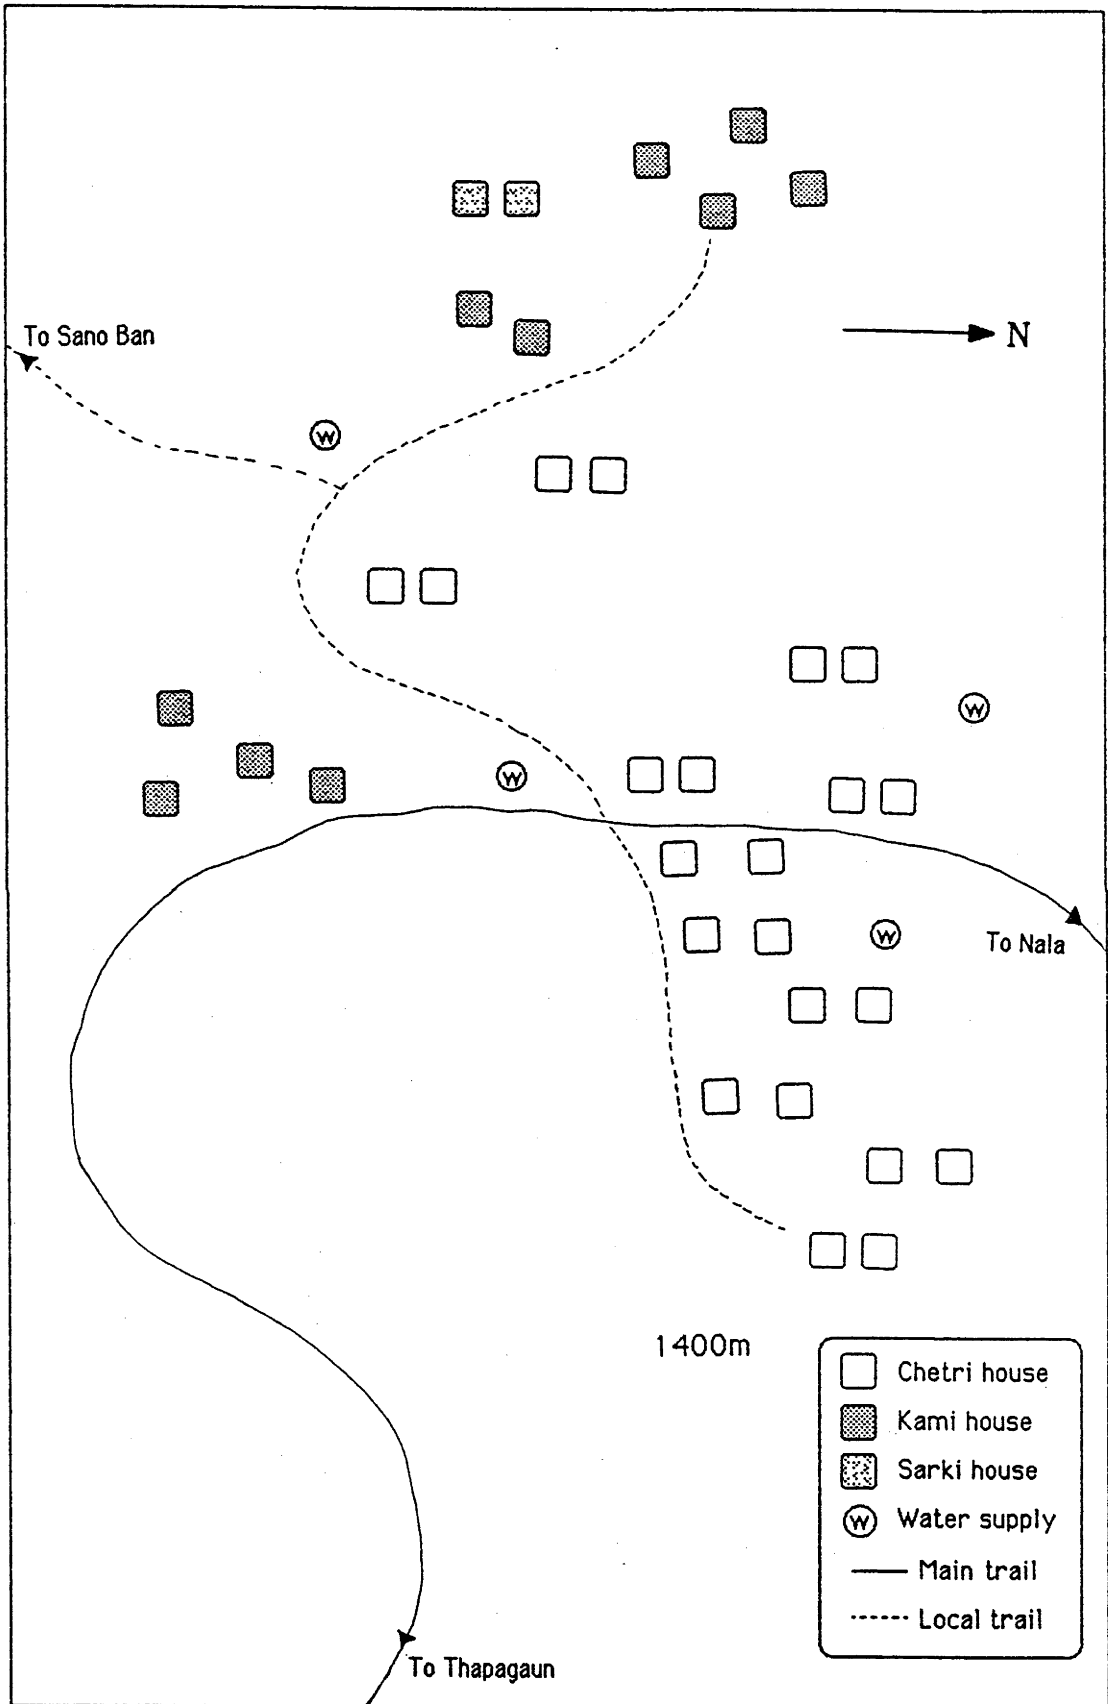 To Sano Ban
N
W
W
W
To Nala
W
1400m
Chetri house
Kami house
Sarki house
W Water supply
Main trail
Local trail
To Thapagaun